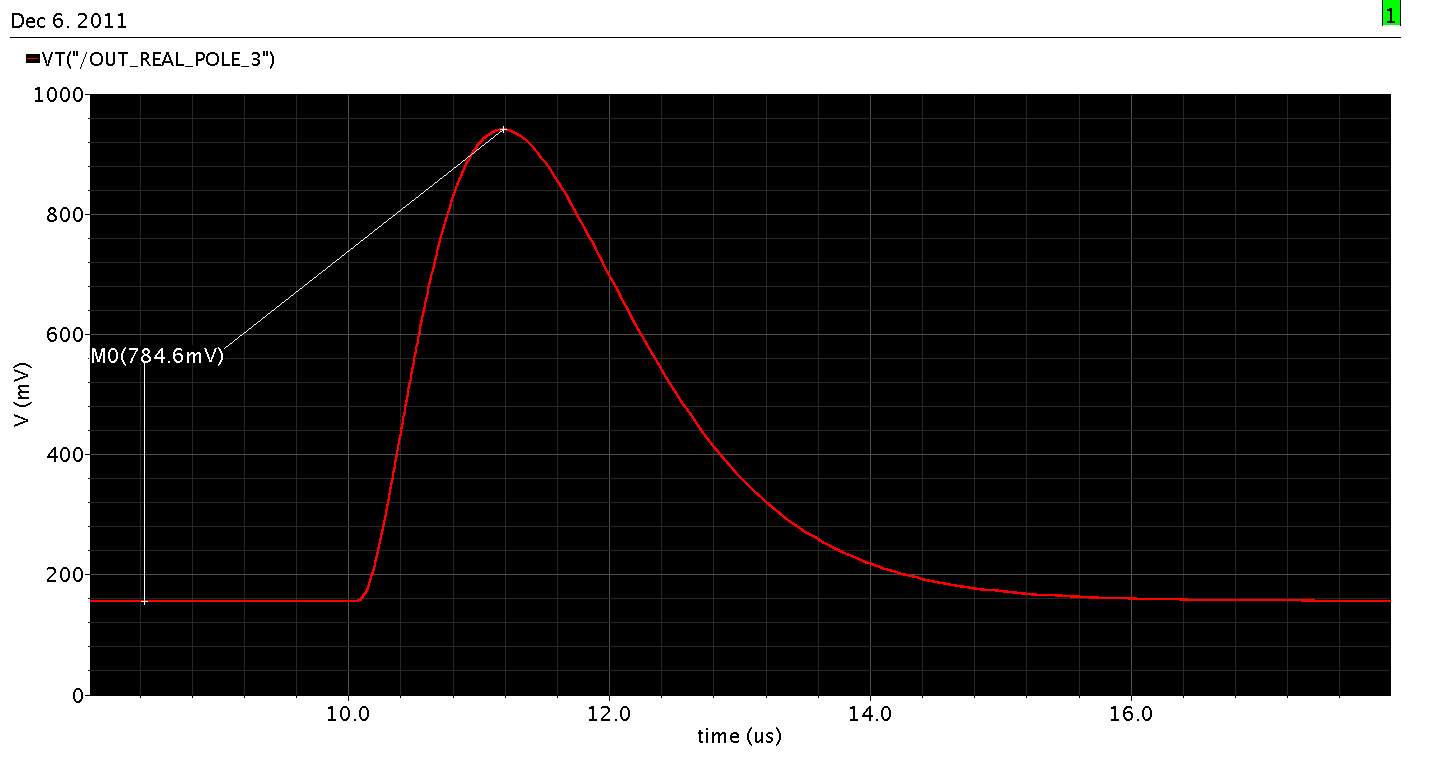 Dec 6. 2011
1
VT("/OUT_REAL_POLE_3")
1000
800
600
400
200
0
V (mV)
M0(784.6mV)
10.0 12.0 14.0 16.0
time (us)